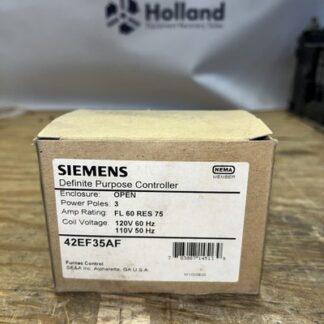 Holland
SIEMENS
NEMA
MEMBER
Definite Purpose Controller
Enclosure: OPEN
Power Poles: 3
Amp Rating: FL 60 RES 75
Coil Voltage: 120V 60 Hz
110V 50 Hz
42EF35AF
Furnas Control
SE&A Inc. Alpharetta, GA U.S.A.